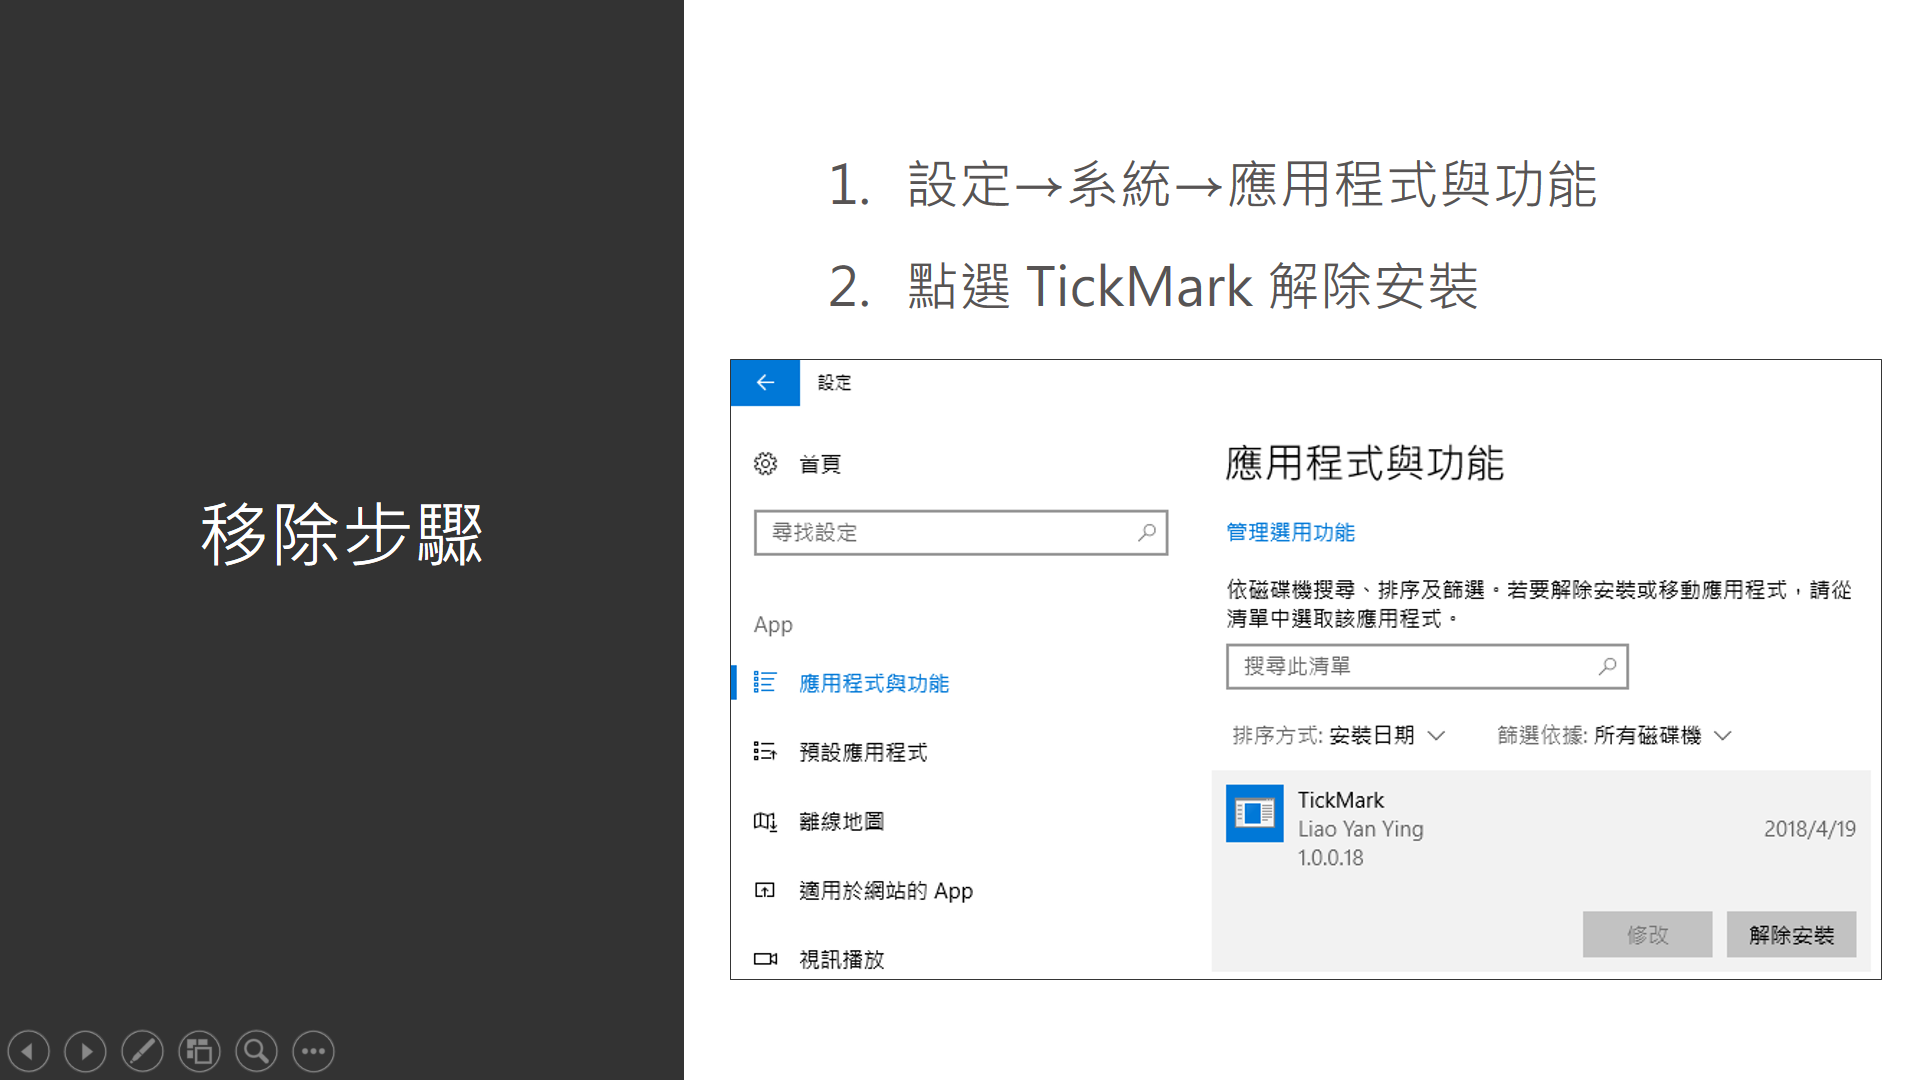 移除步驟
1. 設定→系統→應用程式與功能
2. 點選 TickMark 解除安裝
設定
首頁
尋找設定
App
應用程式與功能
預設應用程式
離線地圖
適用於網站的 App
視訊播放
應用程式與功能
管理選用功能
依磁碟機搜尋、排序及篩選。若要解除安裝或移動應用程式，請從
清單中選取該應用程式。
搜尋此清單
排序方式: 安裝日期 篩選依據: 所有磁碟機
TickMark
Liao Yan Ying 2018/4/19
1.0.0.18
修改 解除安裝